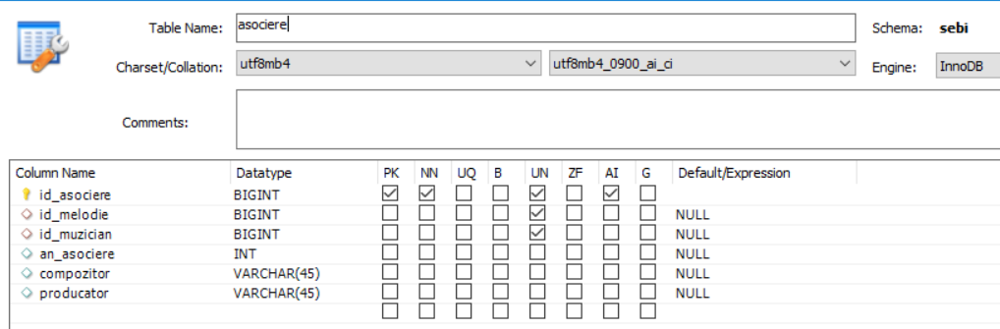 Table Name: asociere Schema: sebi
Charset/Collation: utf8mb4 utf8mb4_0900_ai_ci Engine: InnoDB
Comments:
Column Name Datatype PK NN UQ B UN ZF AI G Default/Expression
id_asociere BIGINT
id_melodie BIGINT NULL
id_muzician BIGINT NULL
an_asociere INT NULL
compozitor VARCHAR(45) NULL
producator VARCHAR(45) NULL